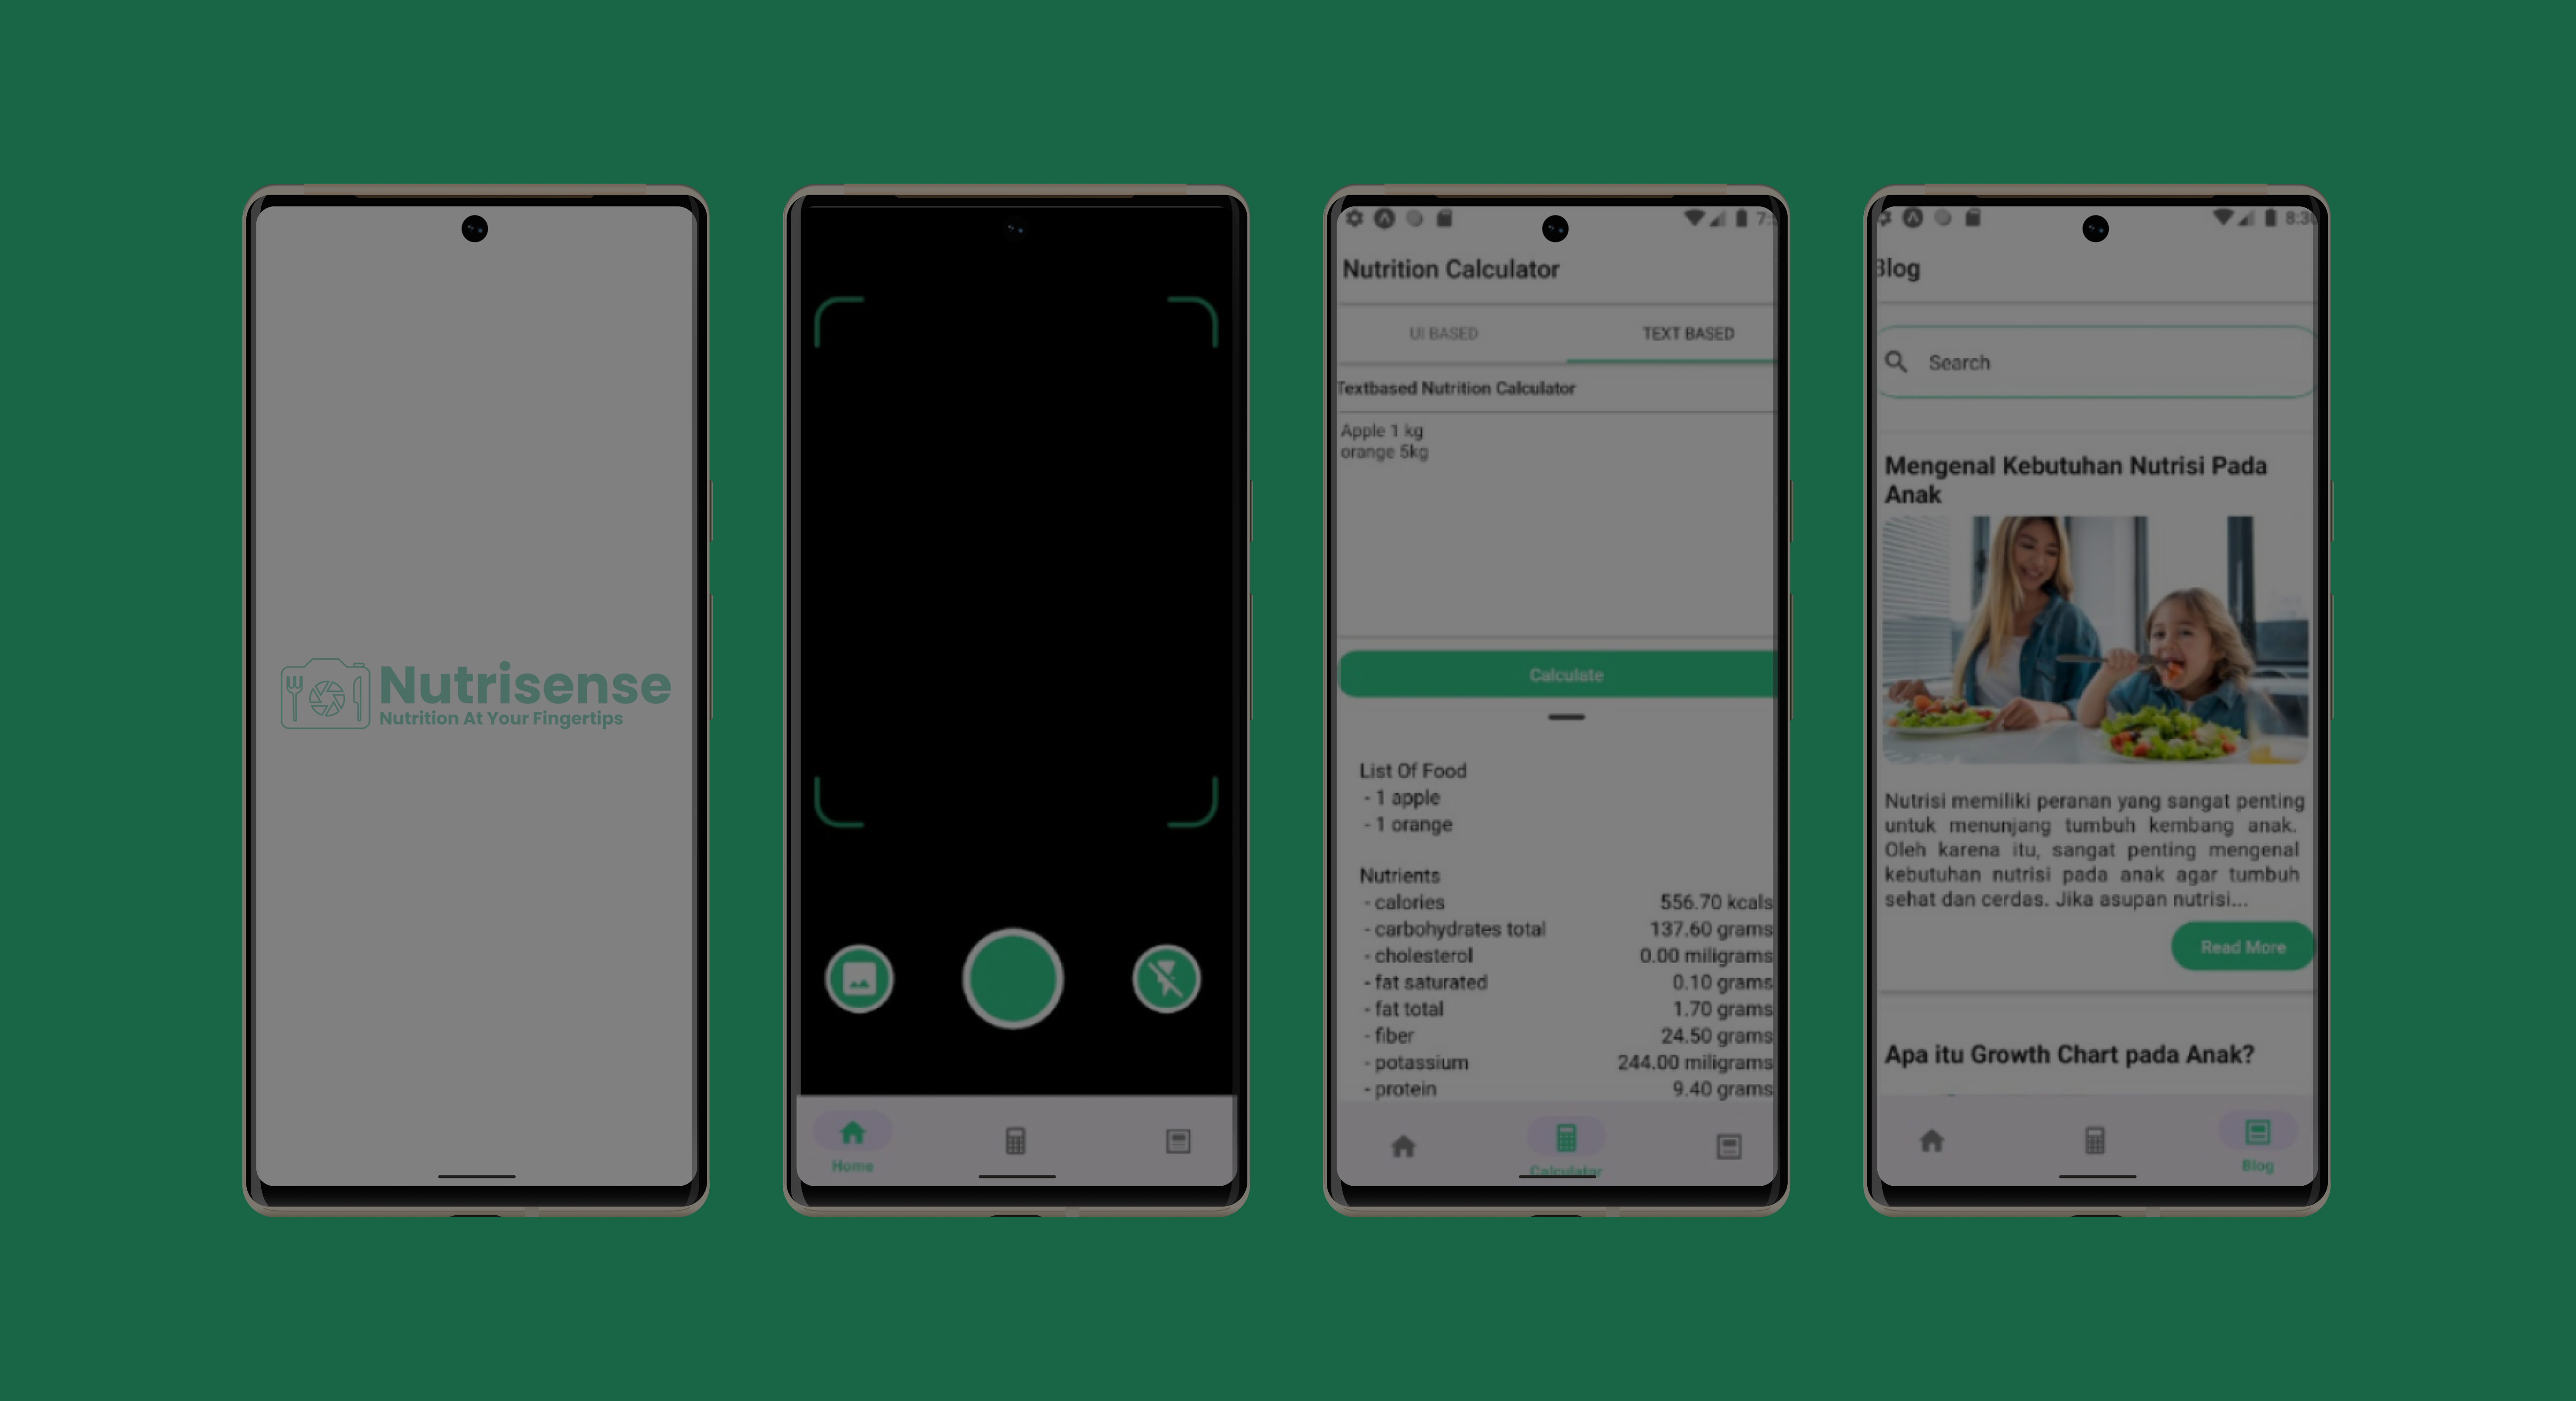 Nutrisense
Nutrition At Your Fingertips
Home
Nutrition Calculator
UI BASED
TEXT BASED
Textbased Nutrition Calculator
Apple 1 kg
orange 5kg
Calculate
List Of Food
- 1 apple
- 1 orange
Nutrients
- calories 556.70 kcals
- carbohydrates total 137.60 grams
- cholesterol 0.00 miligrams
- fat saturated 0.10 grams
- fat total 1.70 grams
- fiber 24.50 grams
- potassium 244.00 miligrams
- protein 9.40 grams
Calculator
Blog
Search
Mengenal Kebutuhan Nutrisi Pada
Anak
Nutrisi memiliki peranan yang sangat penting
untuk menunjang tumbuh kembang anak.
Oleh karena itu, sangat penting mengenal
kebutuhan nutrisi pada anak agar tumbuh
sehat dan cerdas. Jika asupan nutrisi...
Read More
Apa itu Growth Chart pada Anak?
Blog